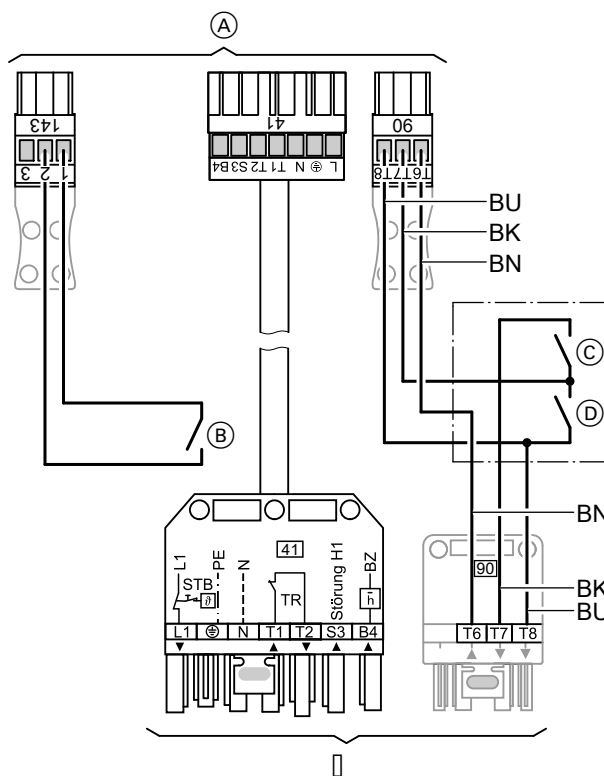 A
143
41
90
3 2 1
B4 S3 T2 T1 N L
T8 T7 T6
BU
BK
BN
C
D
B
BN
BK
BU
L1
STB
ϑ
PE
N
41
TR
Störung H1
BZ
h
90
L1 N T1 T2 S3 B4
T6 T7 T8